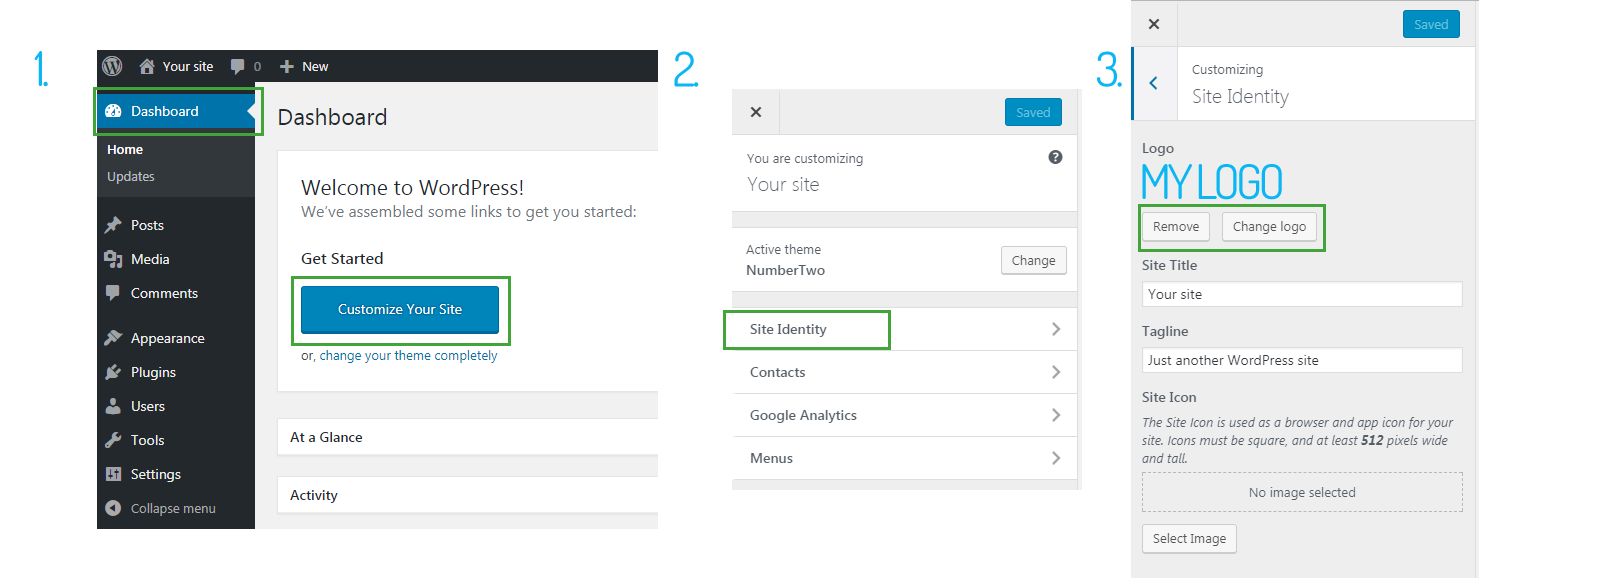 1.
Your site 0 New
Dashboard
Home
Updates
Posts
Media
Comments
Appearance
Plugins
Users
Tools
Settings
Collapse menu
Dashboard
Welcome to WordPress!
We've assembled some links to get you started:
Get Started
Customize Your Site
or, change your theme completely
At a Glance
Activity
2.
Saved
You are customizing
Your site
Active theme
NumberTwo
Change
Site Identity
Contacts
Google Analytics
Menus
3.
Saved
Customizing
Site Identity
Logo
MY LOGO
Remove Change logo
Site Title
Your site
Tagline
Just another WordPress site
Site Icon
The Site Icon is used as a browser and app icon for your
site. Icons must be square, and at least 512 pixels wide
and tall.
No image selected
Select Image